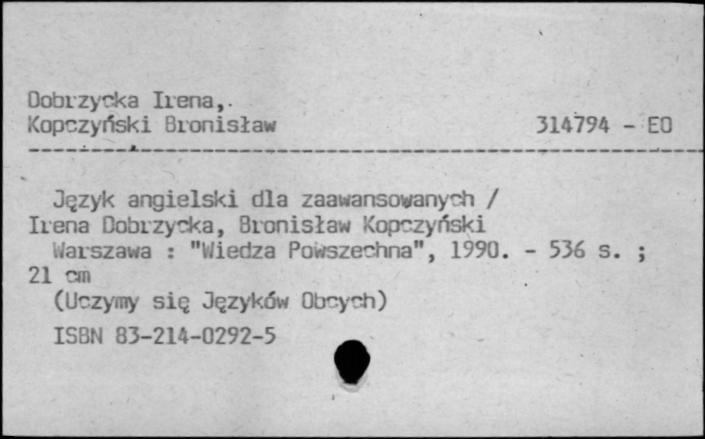 Dobrzycka Irena,
Kopczyński Bronisław 314794 - EO
Język angielski dla zaawansowanych /
Irena Dobrzycka, Bronisław Kopczyński
Warszawa : "Wiedza Powszechna", 1990. - 536 s. ;
21 cm
(Uczymy się Języków Obcych)
ISBN 83-214-0292-5